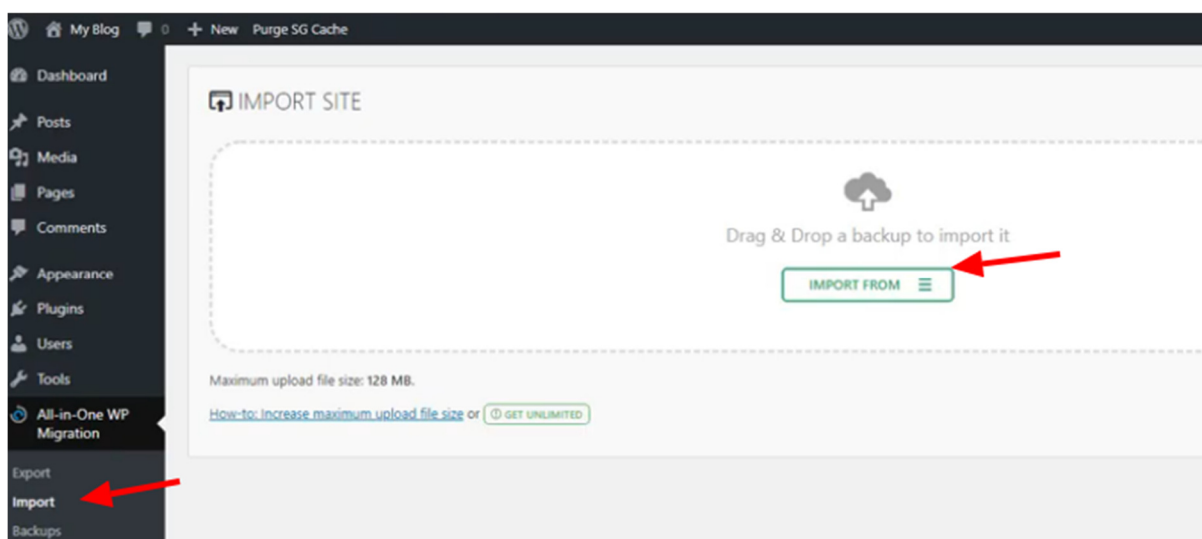 My Blog 0 + New Purge SG Cache
Dashboard
Posts
Media
Pages
Comments
Appearance
Plugins
Users
Tools
All-in-One WP
Migration
Export
Import
Backups
IMPORT SITE
Drag & Drop a backup to import it
IMPORT FROM
Maximum upload file size: 128 MB.
How-to: Increase maximum upload file size or GET UNLIMITED